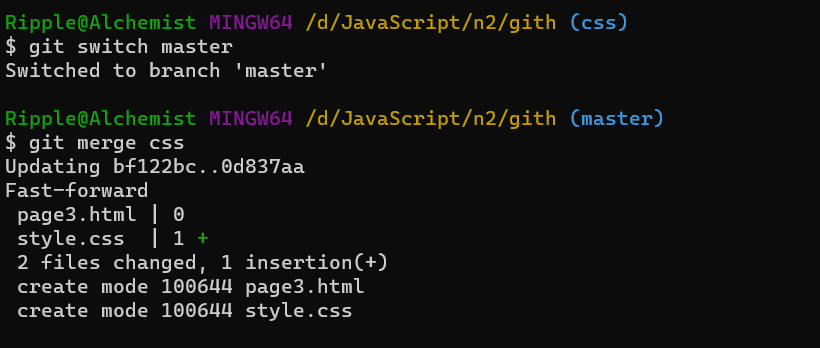 Ripple@Alchemist MINGW64 /d/JavaScript/n2/gith (css)
$ git switch master
Switched to branch 'master'
Ripple@Alchemist MINGW64 /d/JavaScript/n2/gith (master)
$ git merge css
Updating bf122bc..0d837aa
Fast-forward
 page3.html | 0
 style.css  | 1 +
 2 files changed, 1 insertion(+)
 create mode 100644 page3.html
 create mode 100644 style.css